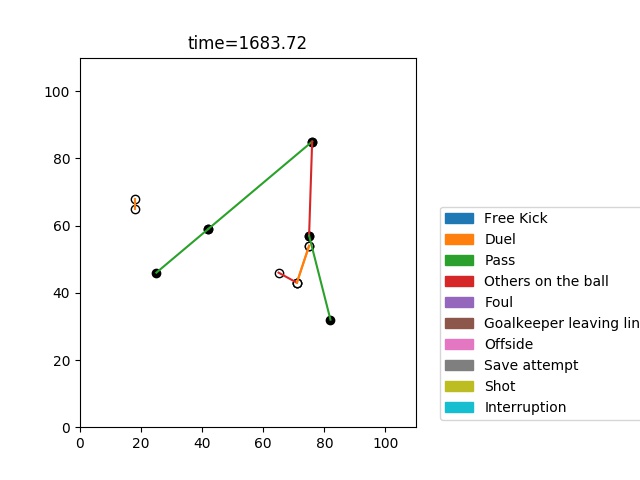 time=1683.72
100
80
60
40
20
0
0 20 40 60 80 100
Free Kick
Duel
Pass
Others on the ball
Foul
Goalkeeper leaving lin
Offside
Save attempt
Shot
Interruption